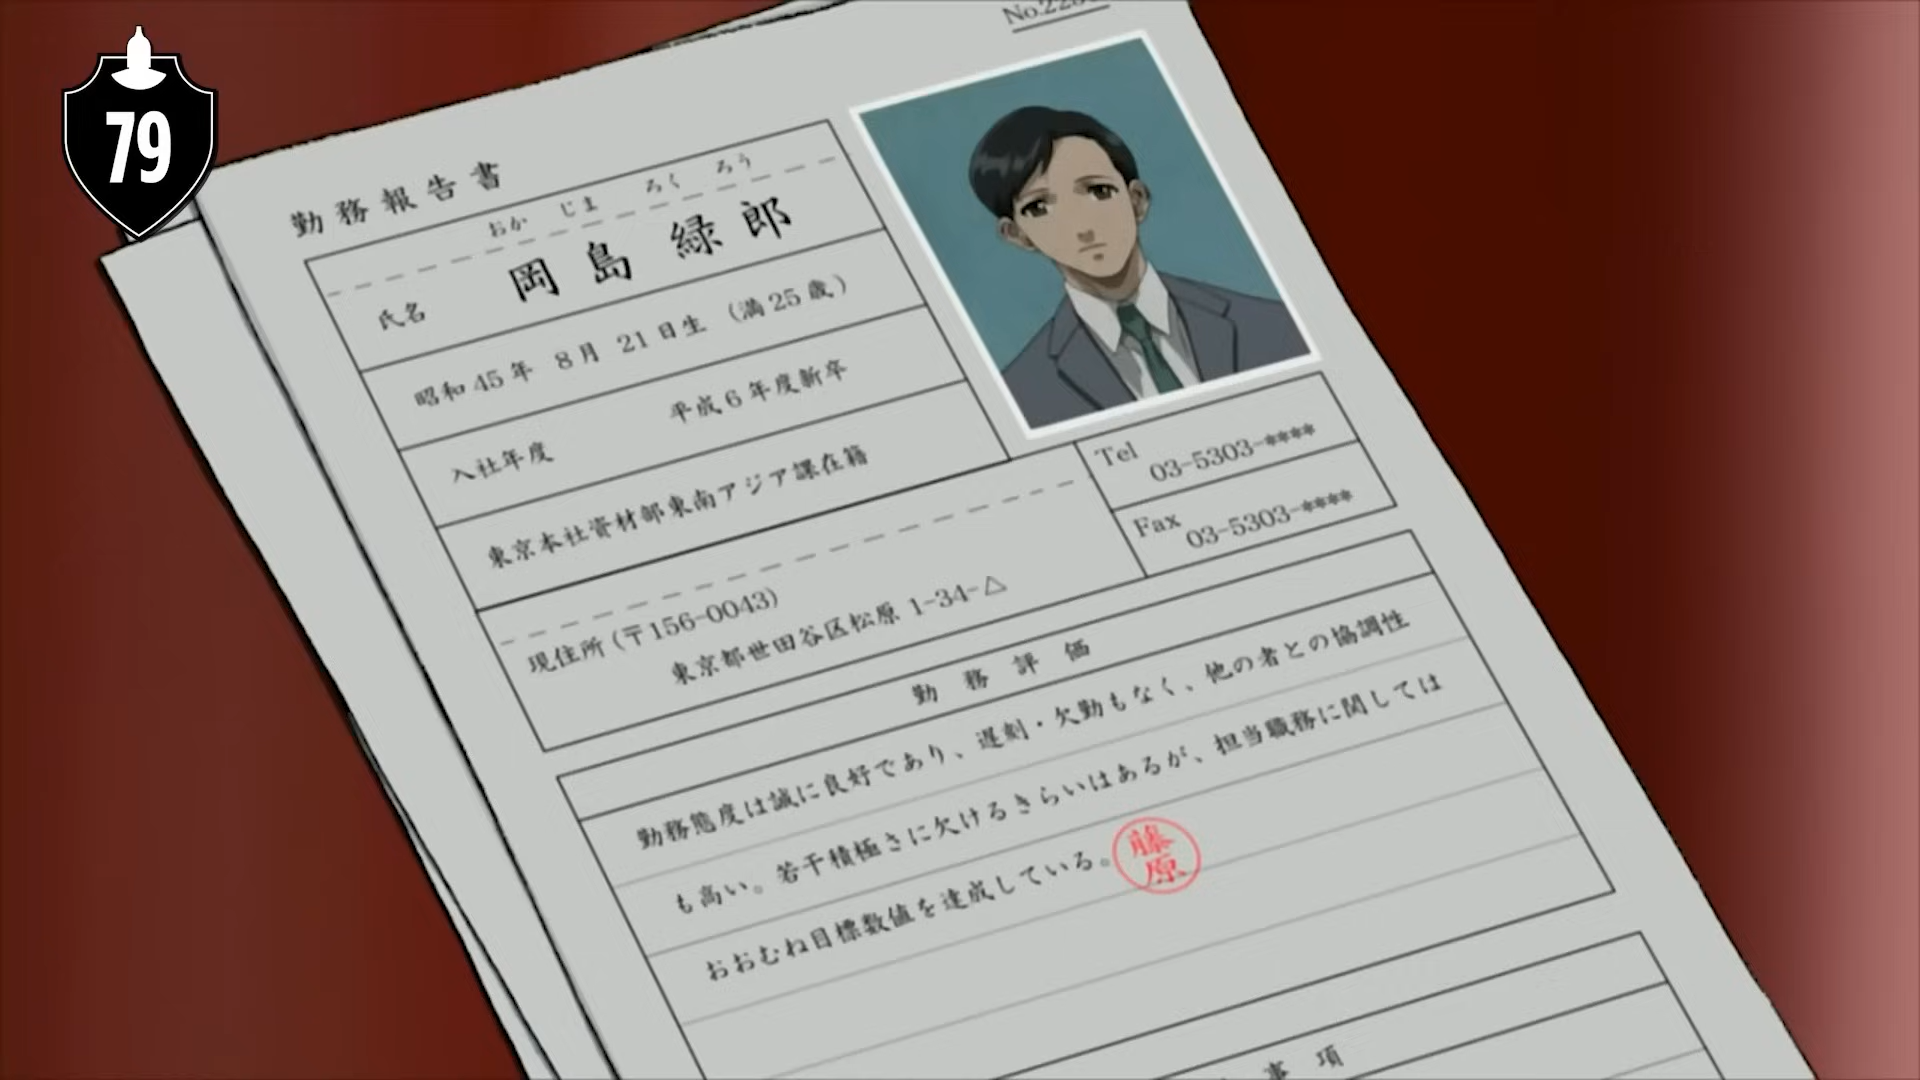 79
勤務報告書
おか じま ろく ろう
氏名 岡島 緑郎
昭和45年 8月 21日生 (満25歳)
入社年度 平成6年度新卒
東京本社資材部東南アジア課在籍
Tel 03-5303-****
Fax 03-5303-****
現住所(〒156-0043)
東京都世田谷区松原 1-34-△
勤務評価
勤務態度は誠に良好であり、遅刻・欠勤もなく、他の者との協調性
も高い。若干積極さに欠けるきらいはあるが、担当職務に関しては
おおむね目標数値を達成している。
藤原
事項